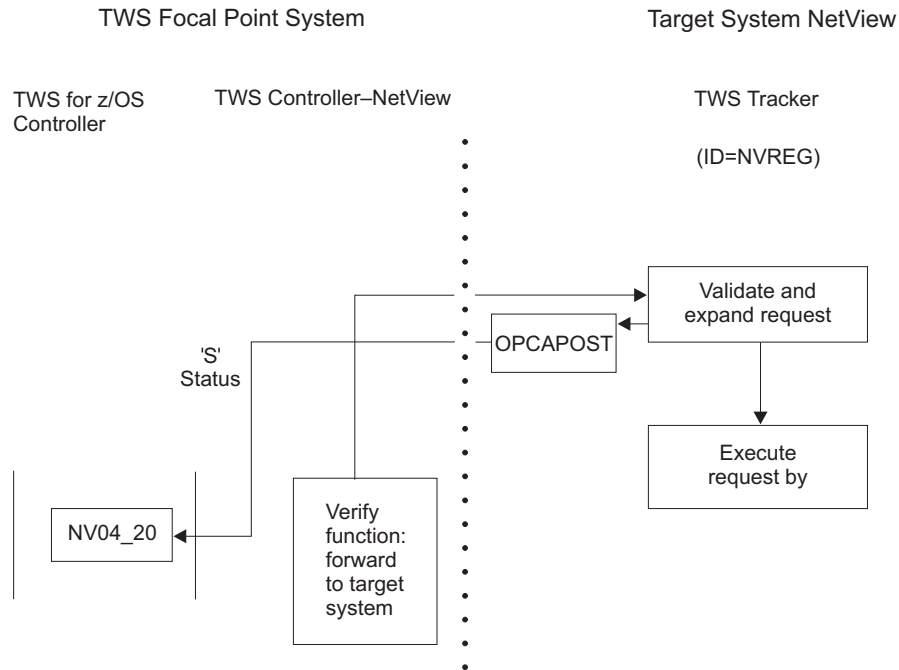 TWS Focal Point System
Target System NetView
TWS for z/OS
Controller
TWS Controller–NetView
TWS Tracker
(ID=NVREG)
Validate and
expand request
OPCAPOST
'S'
Status
Execute
request by
NV04_20
Verify
function:
forward
to target
system